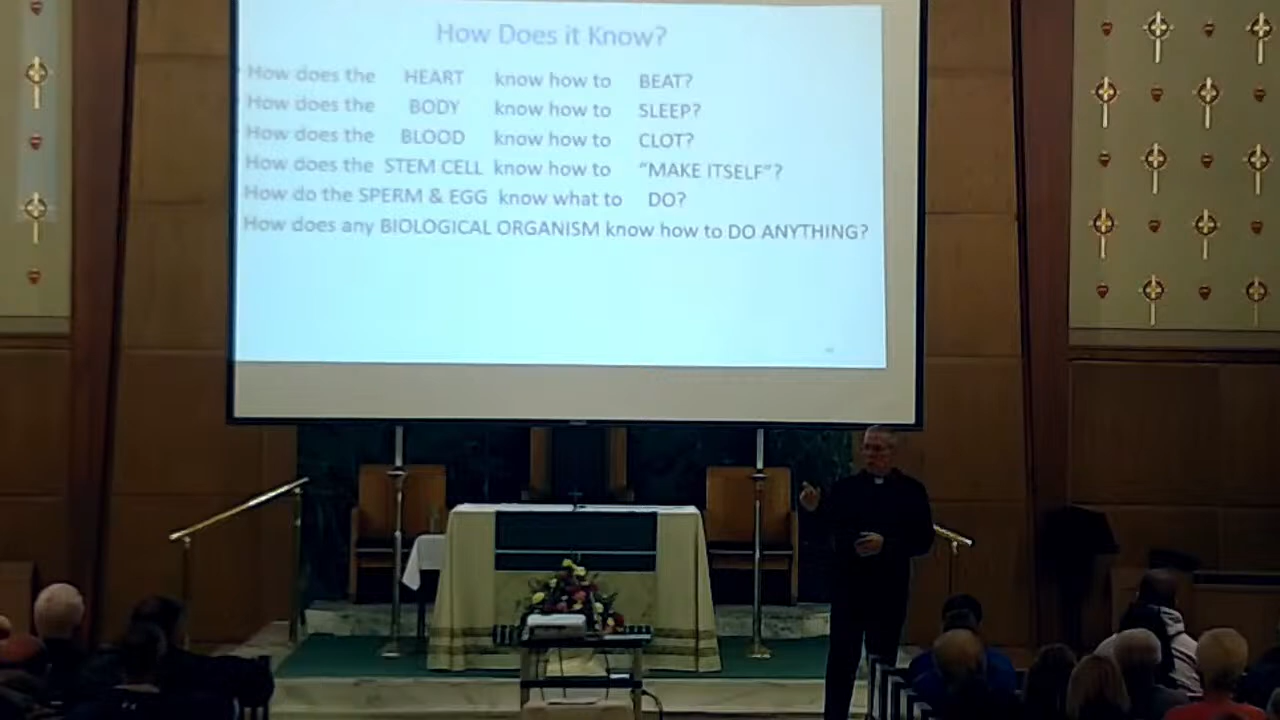 How Does it Know?
How does the HEART know how to BEAT?
How does the BODY know how to SLEEP?
How does the BLOOD know how to CLOT?
How does the STEM CELL know how to “MAKE ITSELF”?
How do the SPERM & EGG know what to DO?
How does any BIOLOGICAL ORGANISM know how to DO ANYTHING?